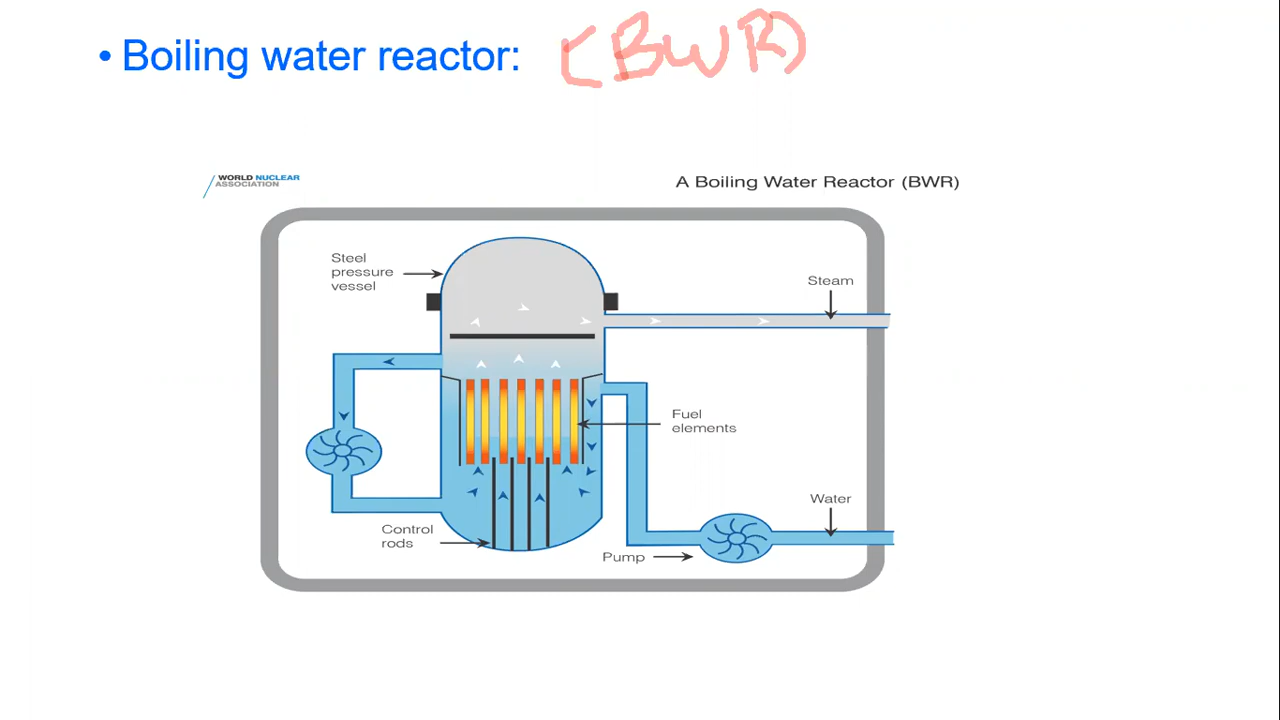 • Boiling water reactor: (BWR)
WORLD NUCLEAR
ASSOCIATION
A Boiling Water Reactor (BWR)
Steel
pressure
vessel
Steam
Fuel
elements
Water
Control
rods
Pump